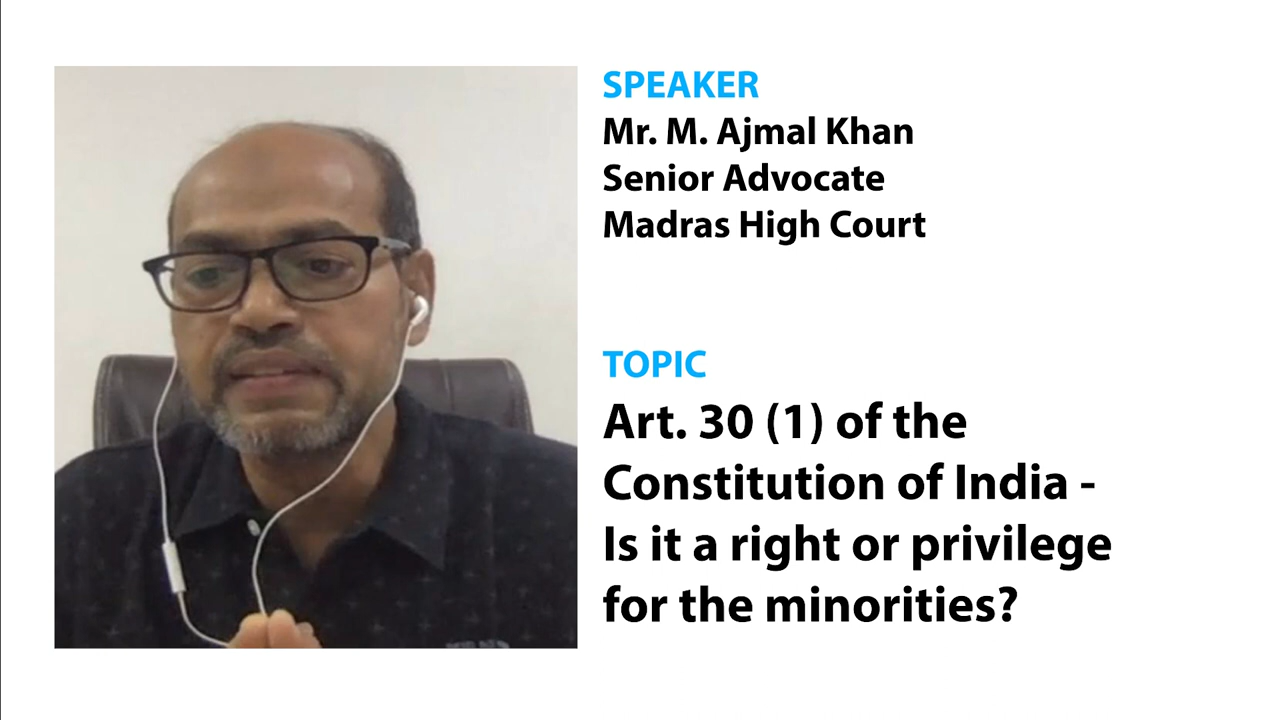 SPEAKER
Mr. M. Ajmal Khan
Senior Advocate
Madras High Court
TOPIC
Art. 30 (1) of the
Constitution of India -
Is it a right or privilege
for the minorities?